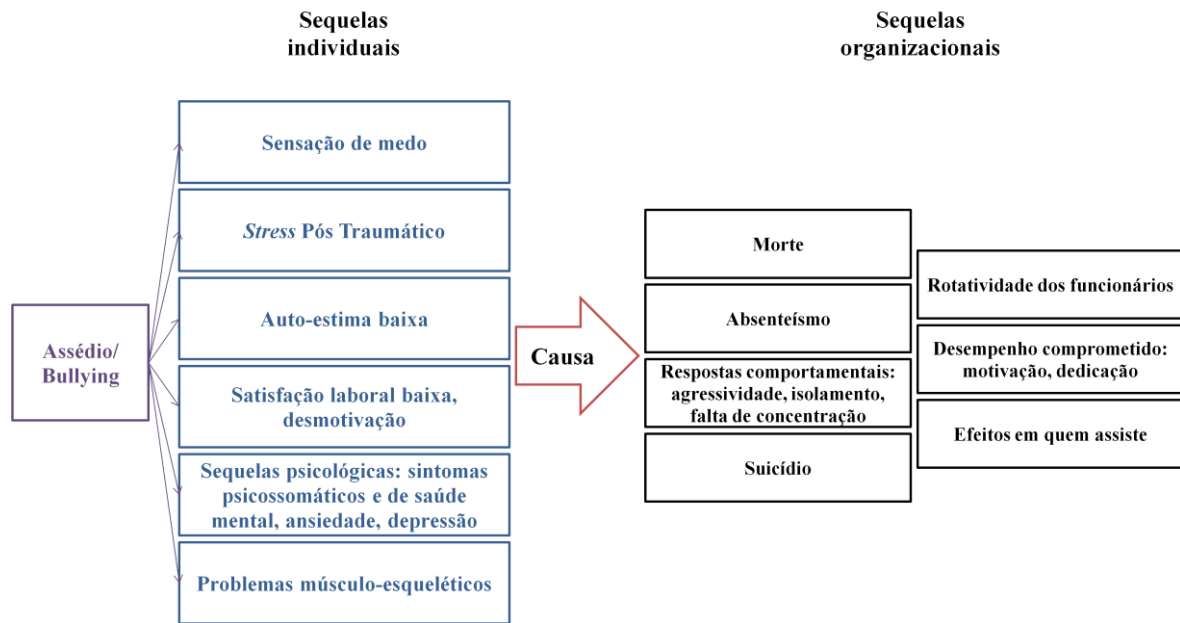 Sequelas
individuais
Sequelas
organizacionais
Assédio/
Bullying
Sensação de medo
Stress Pós Traumático
Auto-estima baixa
Satisfação laboral baixa,
desmotivação
Sequelas psicológicas: sintomas
psicossomáticos e de saúde
mental, ansiedade, depressão
Problemas músculo-esqueléticos
Causa
Morte
Absenteísmo
Respostas comportamentais:
agressividade, isolamento,
falta de concentração
Suicídio
Rotatividade dos funcionários
Desempenho comprometido:
motivação, dedicação
Efeitos em quem assiste